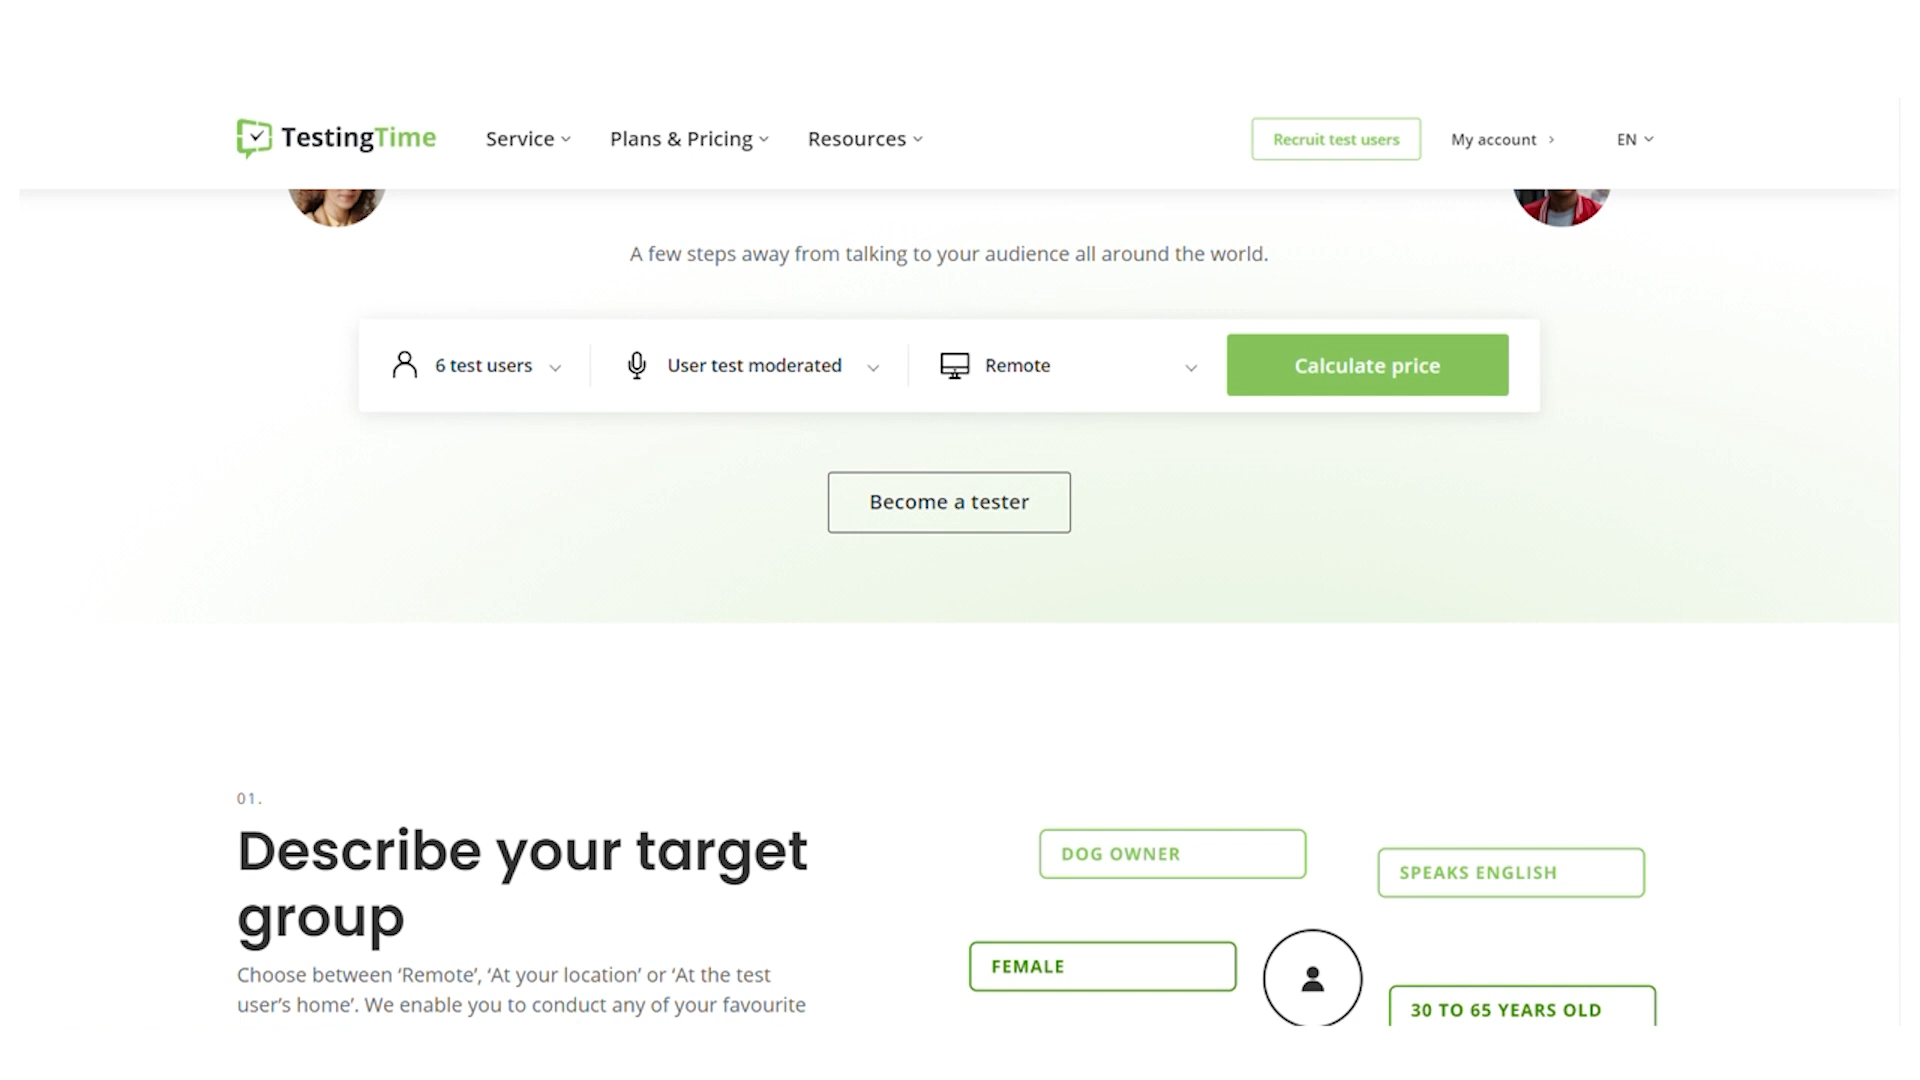 TestingTime
Service
Plans & Pricing
Resources
Recruit test users
My account
EN
A few steps away from talking to your audience all around the world.
6 test users
User test moderated
Remote
Calculate price
Become a tester
01.
Describe your target
group
Choose between ‘Remote’, ‘At your location’ or ‘At the test
user’s home’. We enable you to conduct any of your favourite
DOG OWNER
SPEAKS ENGLISH
FEMALE
30 TO 65 YEARS OLD